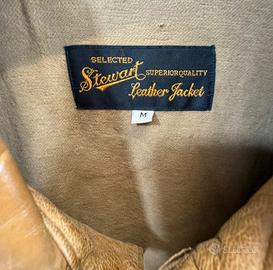 SELECTED
Stewart SUPERIOR QUALITY
Leather Jacket
M